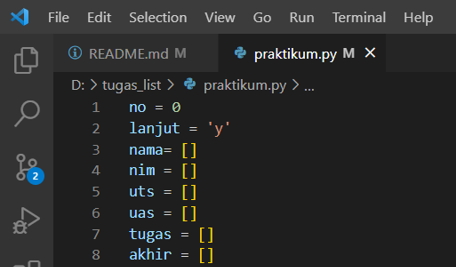 File Edit Selection View Go Run Terminal Help
README.md M praktikum.py M
D: > tugas_list > praktikum.py > ...
1 no = 0
2 lanjut = 'y'
3 nama= []
4 nim = []
5 uts = []
6 uas = []
7 tugas = []
8 akhir = []
2